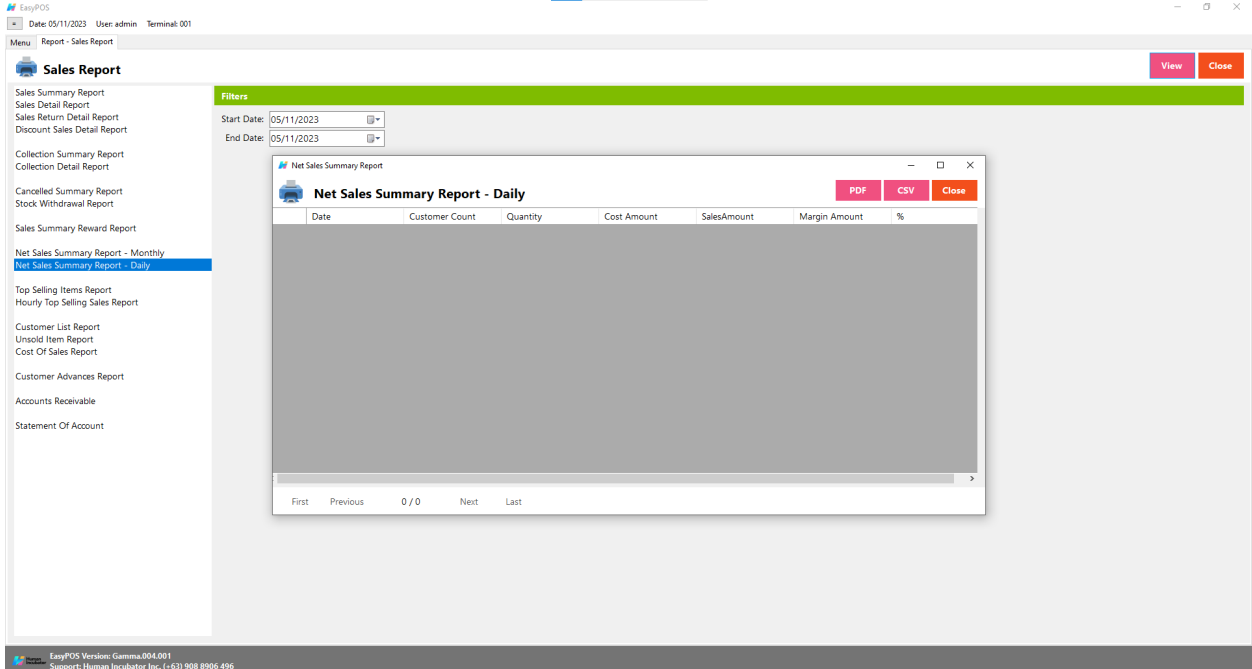 EasyPOS
Date: 05/11/2023 User: admin Terminal: 001
Menu Report - Sales Report
Sales Report
View Close
Sales Summary Report
Sales Detail Report
Sales Return Detail Report
Discount Sales Detail Report
Collection Summary Report
Collection Detail Report
Cancelled Summary Report
Stock Withdrawal Report
Sales Summary Reward Report
Net Sales Summary Report - Monthly
Net Sales Summary Report - Daily
Top Selling Items Report
Hourly Top Selling Sales Report
Customer List Report
Unsold Item Report
Cost Of Sales Report
Customer Advances Report
Accounts Receivable
Statement Of Account
Filters
Start Date: 05/11/2023
End Date: 05/11/2023
Net Sales Summary Report
Net Sales Summary Report - Daily
PDF CSV Close
Date Customer Count Quantity Cost Amount SalesAmount Margin Amount %
First Previous 0 / 0 Next Last
Human
Incubator
EasyPOS Version: Gamma.004.001
Support: Human Incubator Inc. (+63) 908 8906 496